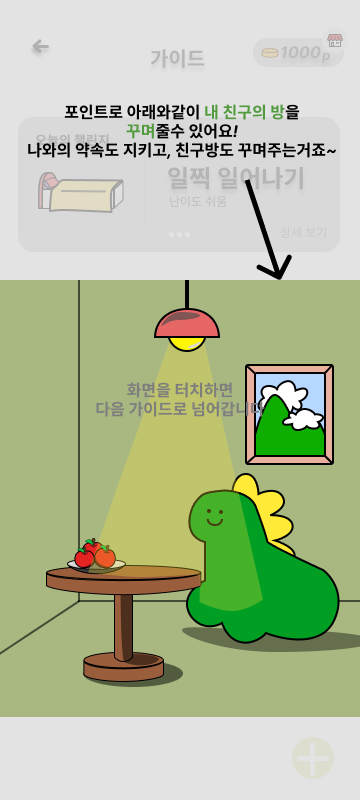 가이드
1000 P
포인트로 아래와같이 내 친구의 방을
꾸며줄수 있어요!
나와의 약속도 지키고, 친구방도 꾸며주는거죠~
오늘의 챌린지
일찍 일어나기
난이도 쉬움
상세 보기
화면을 터치하면
다음 가이드로 넘어갑니다